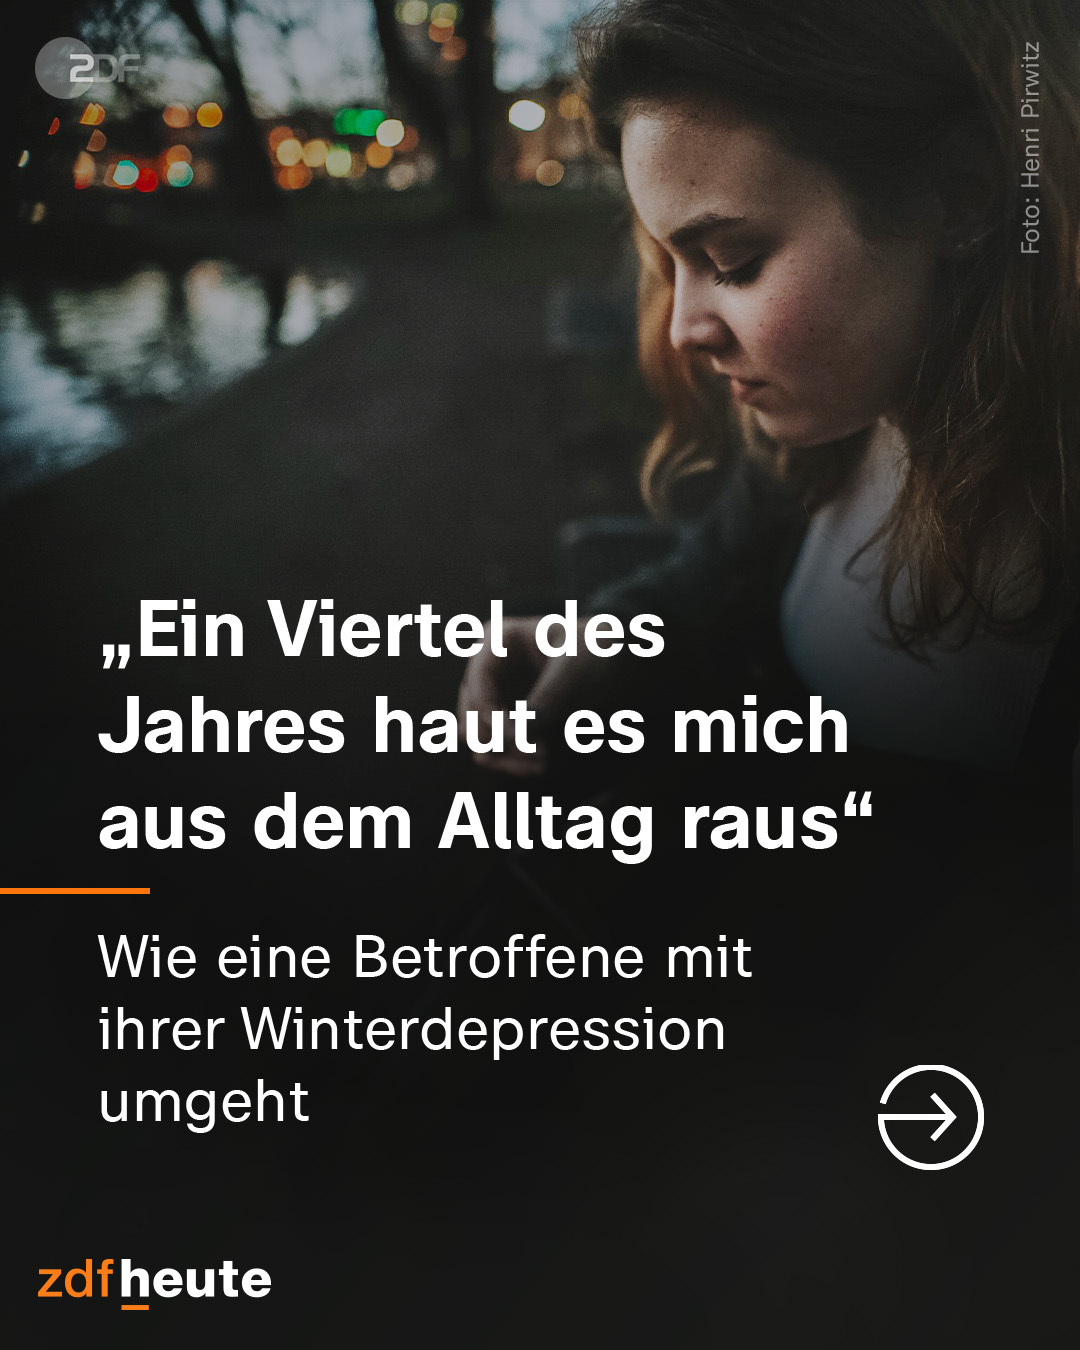 ZDF
Foto: Henri Pirwitz
„Ein Viertel des
Jahres haut es mich
aus dem Alltag raus“
Wie eine Betroffene mit
ihrer Winterdepression
umgeht
zdfheute